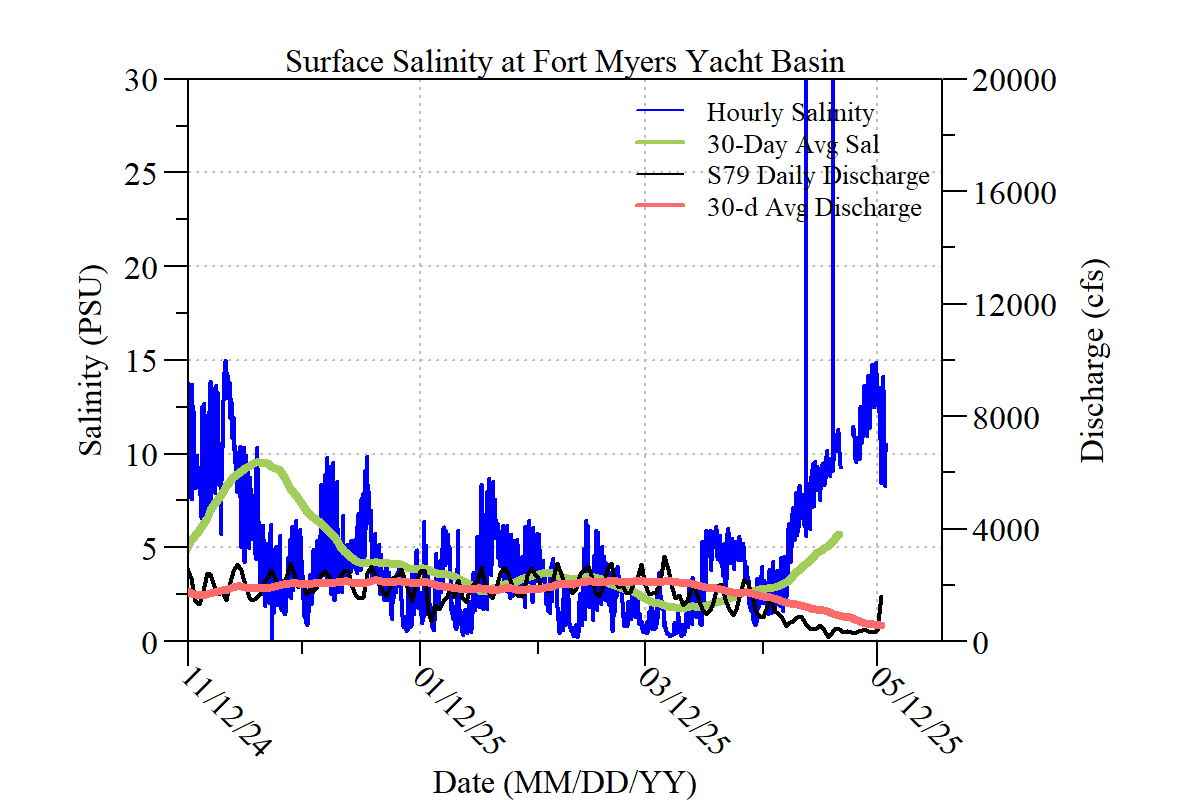 Surface Salinity at Fort Myers Yacht Basin
30
25
20
15
10
5
0
Salinity (PSU)
Hourly Salinity
30-Day Avg Sal
S79 Daily Discharge
30-d Avg Discharge
20000
16000
12000
8000
4000
0
Discharge (cfs)
11/12/24
01/12/25
03/12/25
05/12/25
Date (MM/DD/YY)